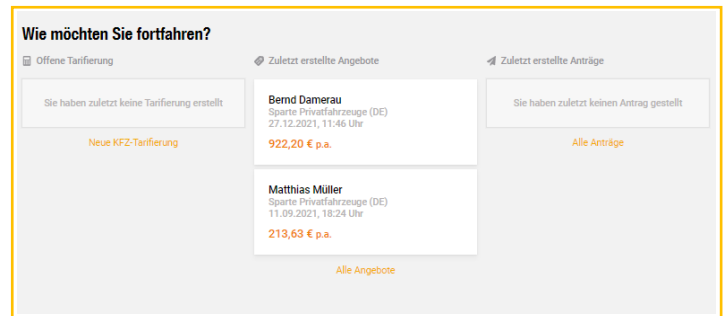 Wie möchten Sie fortfahren?
Offene Tarifierung
Sie haben zuletzt keine Tarifierung erstellt
Neue KFZ-Tarifierung
Zuletzt erstellte Angebote
Bernd Damerau
Sparte Privatfahrzeuge (DE)
27.12.2021, 11:46 Uhr
922,20 € p.a.
Matthias Müller
Sparte Privatfahrzeuge (DE)
11.09.2021, 18:24 Uhr
213,63 € p.a.
Alle Angebote
Zuletzt erstellte Anträge
Sie haben zuletzt keinen Antrag gestellt
Alle Anträge